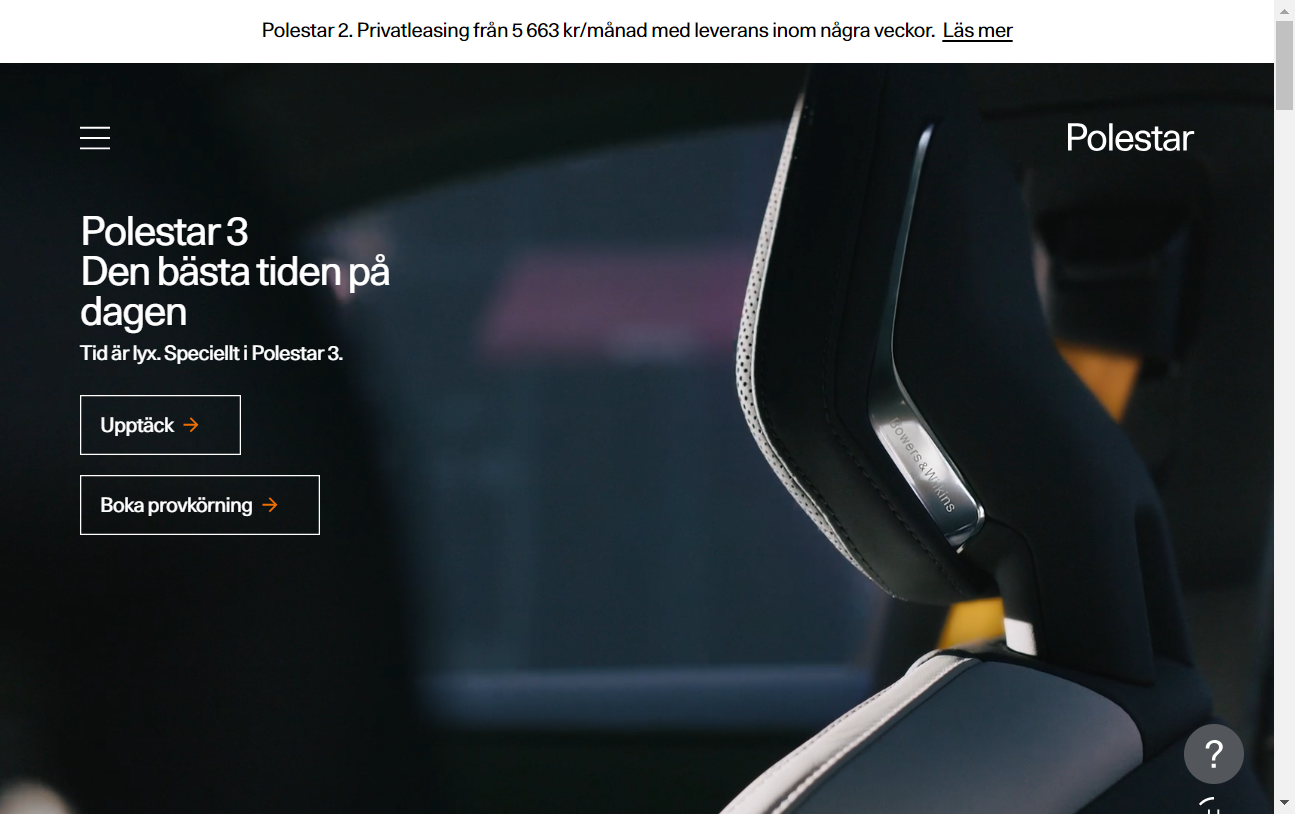 Polestar 2. Privatleasing från 5 663 kr/månad med leverans inom några veckor. Läs mer
Polestar
Polestar 3
Den bästa tiden på
dagen
Tid är lyx. Speciellt i Polestar 3.
Upptäck →
Boka provkörning →
Bowers & Wilkins
?